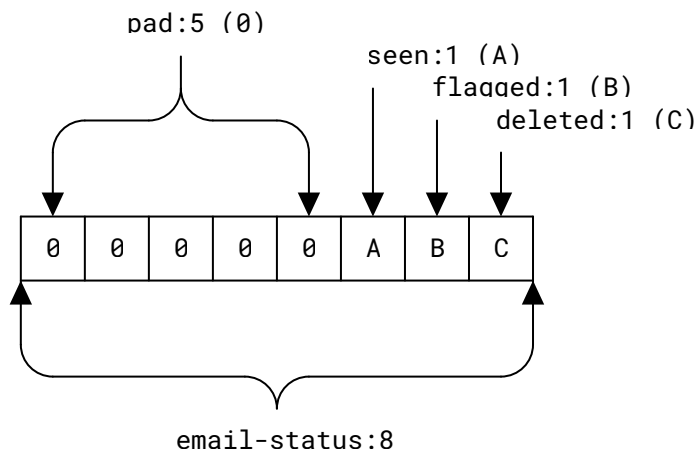 pad:5 (0)
seen:1 (A)
flagged:1 (B)
deleted:1 (C)
0 0 0 0 0 A B C
email-status:8